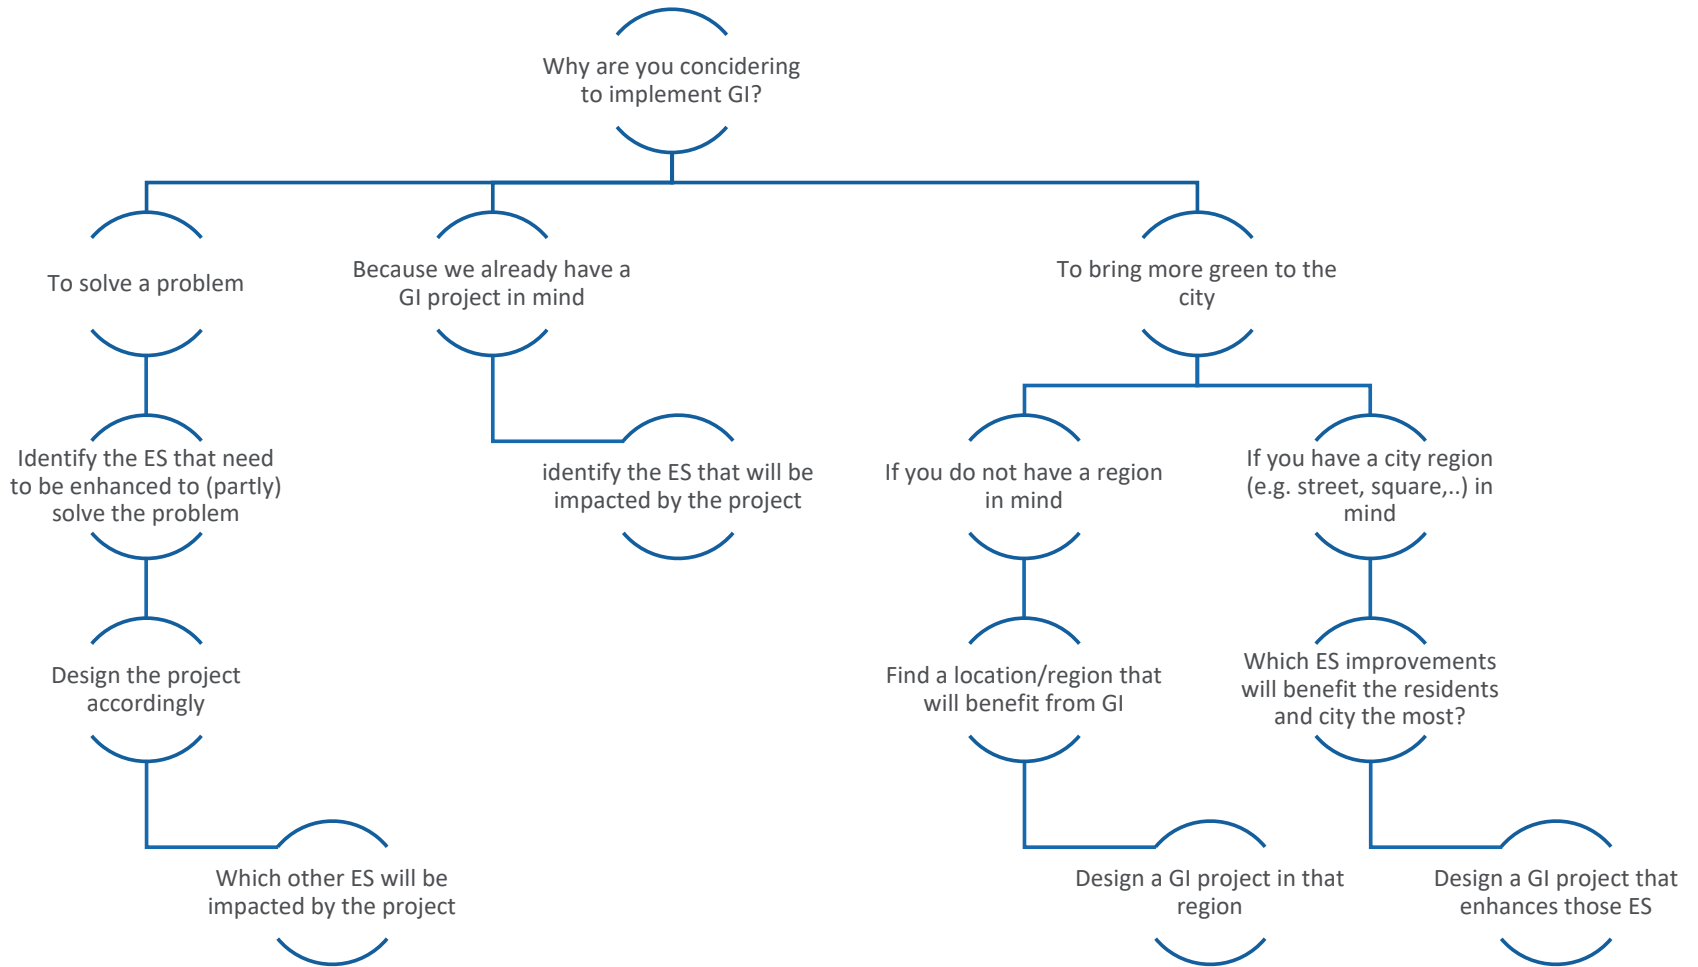 Why are you concidering
to implement GI?
To solve a problem
Because we already have a
GI project in mind
To bring more green to the
city
Identify the ES that need
to be enhanced to (partly)
solve the problem
identify the ES that will be
impacted by the project
If you do not have a region
in mind
If you have a city region
(e.g. street, square,..) in
mind
Design the project
accordingly
Find a location/region that
will benefit from GI
Which ES improvements
will benefit the residents
and city the most?
Which other ES will be
impacted by the project
Design a GI project in that
region
Design a GI project that
enhances those ES